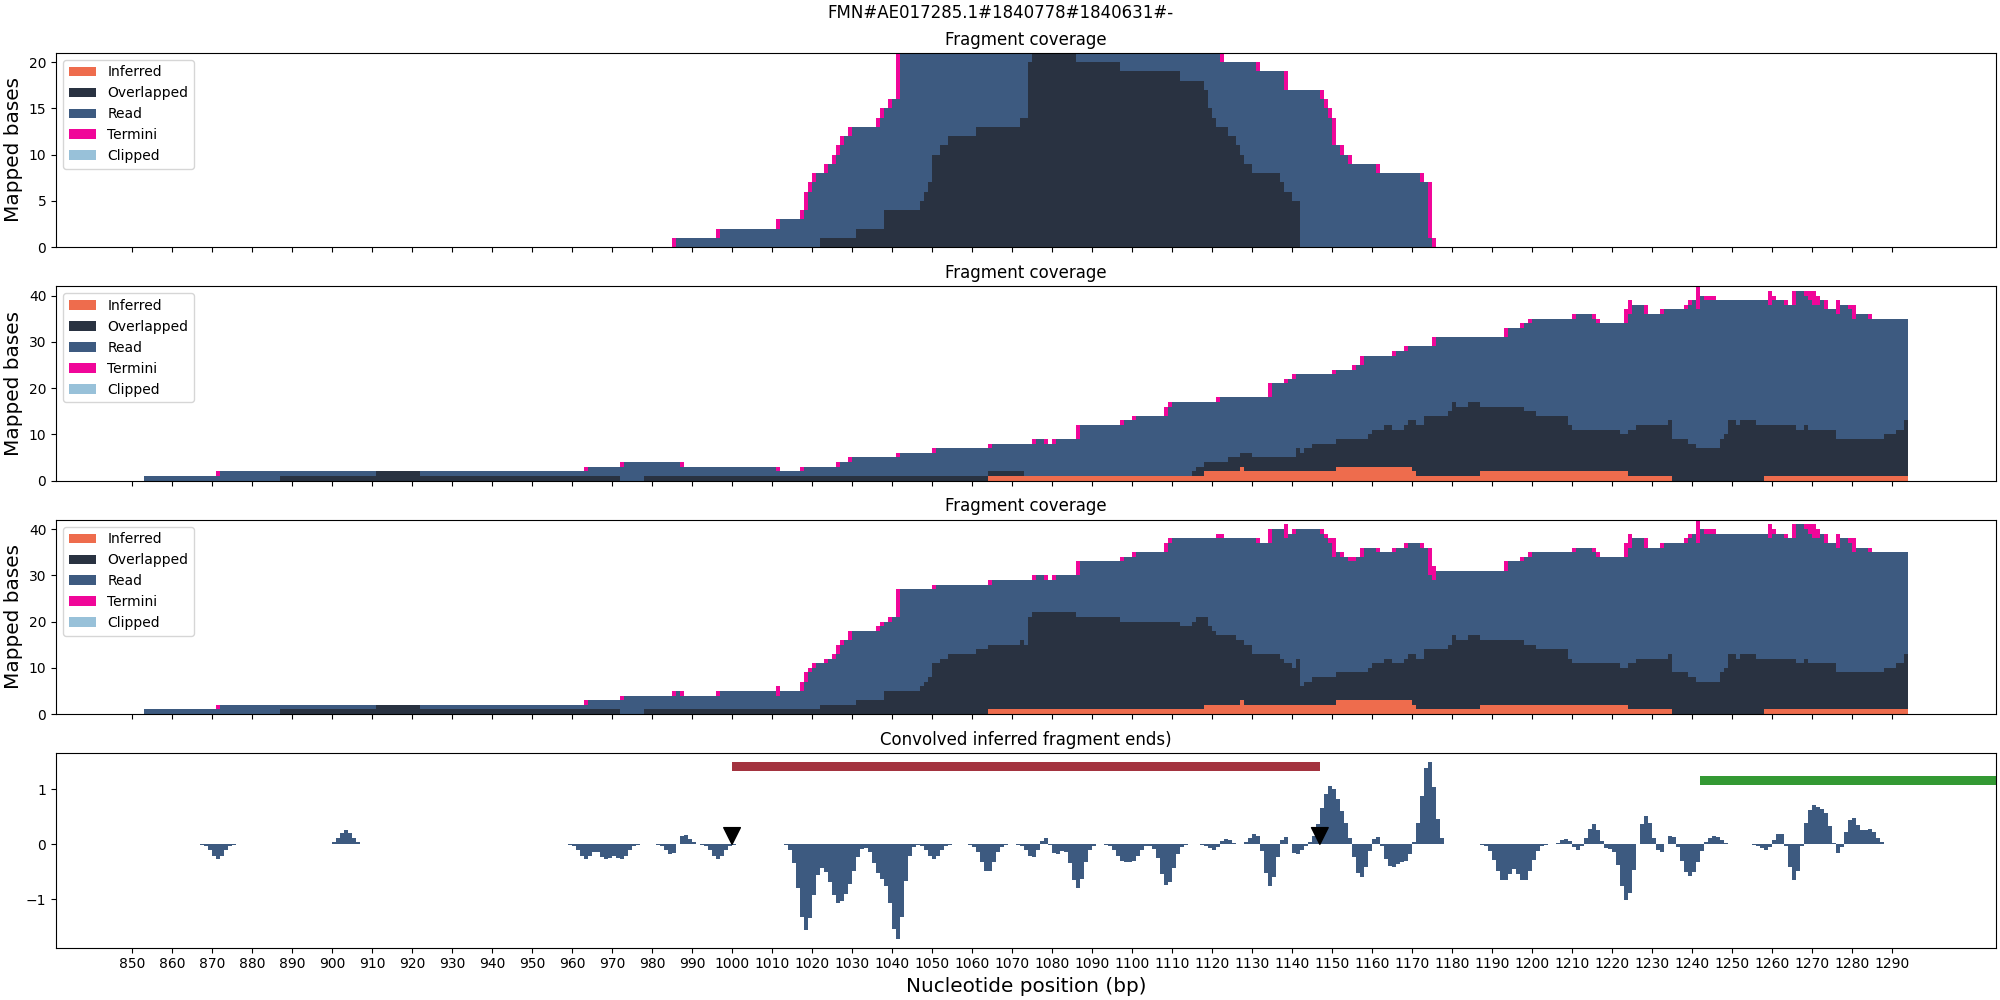 FMN#AE017285.1#1840778#1840631#-
Fragment coverage
Mapped bases
20
15
10
5
0
Inferred
Overlapped
Read
Termini
Clipped
Fragment coverage
Mapped bases
40
30
20
10
0
Inferred
Overlapped
Read
Termini
Clipped
Fragment coverage
Mapped bases
40
30
20
10
0
Inferred
Overlapped
Read
Termini
Clipped
Convolved inferred fragment ends)
1
0
−1
850 860 870 880 890 900 910 920 930 940 950 960 970 980 990 1000 1010 1020 1030 1040 1050 1060 1070 1080 1090 1100 1110 1120 1130 1140 1150 1160 1170 1180 1190 1200 1210 1220 1230 1240 1250 1260 1270 1280 1290
Nucleotide position (bp)